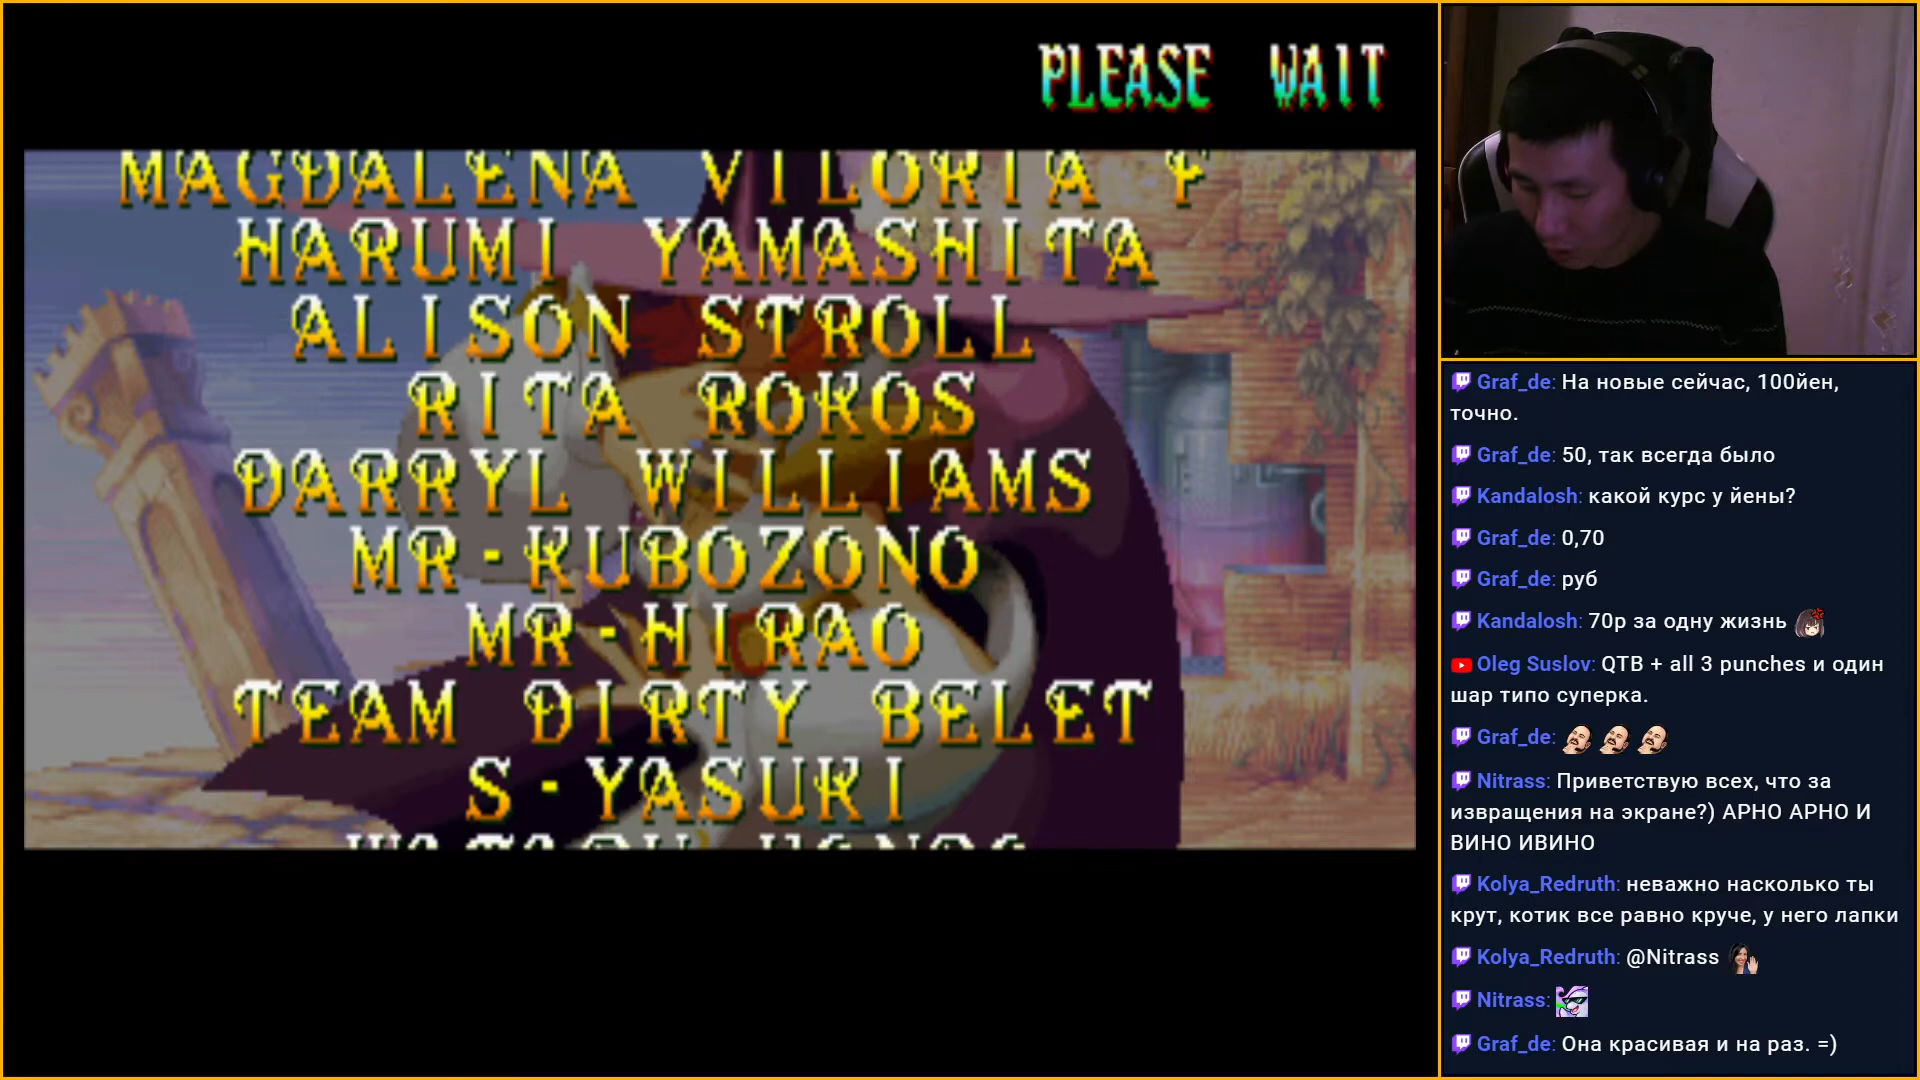 PLEASE WAIT
MAGDALENA VILORIA F
HARUMI YAMASHITA
ALISON STROLL
RITA ROKOS
DARRYL WILLIAMS
MR-KUBOZONO
MR-HIRAO
TEAM DIRTY BELET
S-YASUKI
Graf_de: На новые сейчас, 100йен,
точно.
Graf_de: 50, так всегда было
Kandalosh: какой курс у йены?
Graf_de: 0,70
Graf_de: руб
Kandalosh: 70р за одну жизнь
Oleg Suslov: QTB + all 3 punches и один
шар типо суперка.
Graf_de:
Nitrass: Приветствую всех, что за
извращения на экране?) АРНО АРНО И
ВИНО ИВИНО
Kolya_Redruth: неважно насколько ты
крут, котик все равно круче, у него лапки
Kolya_Redruth: @Nitrass
Nitrass:
Graf_de: Она красивая и на раз. =)